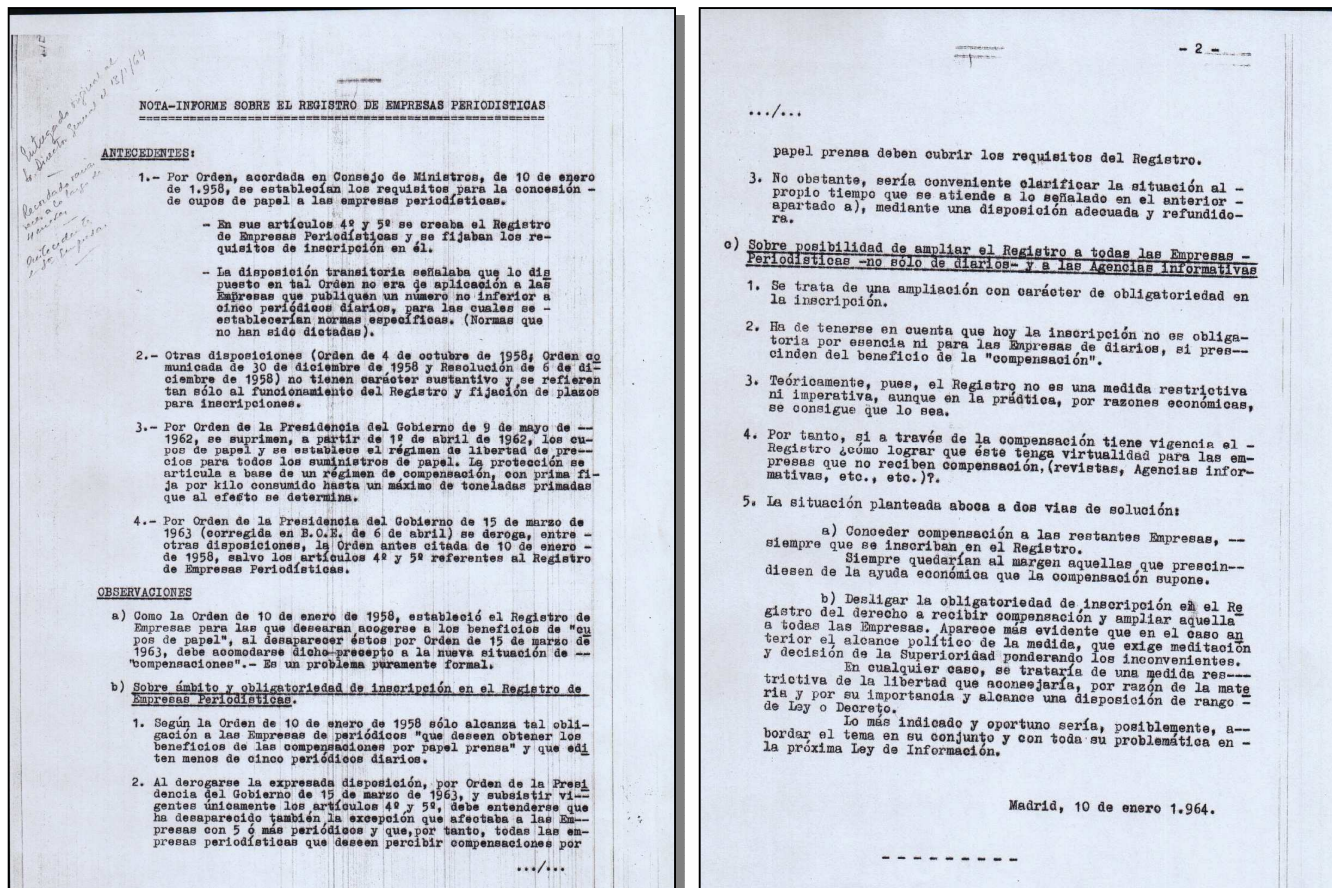 Entregado original al
Sr. Director General el 13/1/64
NOTA-INFORME SOBRE EL REGISTRO DE EMPRESAS PERIODISTICAS
ANTECEDENTES:
1.- Por Orden, acordada en Consejo de Ministros, de 10 de enero
de 1.958, se establecían los requisitos para la concesión -
de cupos de papel a las empresas periodísticas.
- En sus artículos 4º y 5º se creaba el Registro
de Empresas Periodísticas y se fijaban los re-
quisitos de inscripción en él.
- La disposición transitoria señalaba que lo dis
puesto en tal Orden no era de aplicación a las
Empresas que publiquen un número no inferior a
cinco periódicos diarios, para las cuales se -
establecerían normas específicas. (Normas que
no han sido dictadas).
2.- Otras disposiciones (Orden de 4 de octubre de 1958; Orden co
municada de 30 de diciembre de 1958 y Resolución de 6 de di-
ciembre de 1958) no tienen carácter sustantivo y se refieren
tan sólo al funcionamiento del Registro y fijación de plazos
para inscripciones.
3.- Por Orden de la Presidencia del Gobierno de 9 de mayo de --
1962, se suprimen, a partir de 1º de abril de 1962, los cu-
pos de papel y se establece el régimen de libertad de pre--
cios para todos los suministros de papel. La protección se
articula a base de un régimen de compensación, con prima fi-
ja por kilo consumido hasta un máximo de toneladas primadas
que al efecto se determina.
4.- Por Orden de la Presidencia del Gobierno de 15 de marzo de
1963 (corregida en B.O.E. de 6 de abril) se deroga, entre -
otras disposiciones, la Orden antes citada de 10 de enero -
de 1958, salvo los artículos 4º y 5º referentes al Registro
de Empresas Periodísticas.
OBSERVACIONES
a) Como la Orden de 10 de enero de 1958, estableció el Registro de
Empresas para las que desearan acogerse a los beneficios de "cu
pos de papel", al desaparecer éstos por Orden de 15 de marzo de
1963, debe acomodarse dicho precepto a la nueva situación de --
"compensaciones".- Es un problema puramente formal.
b) Sobre ámbito y obligatoriedad de inscripción en el Registro de
Empresas Periodísticas.
1. Según la Orden de 10 de enero de 1958 sólo alcanza tal obli-
gación a las Empresas de periódicos "que deseen obtener los
beneficios de las compensaciones por papel prensa" y que edi
ten menos de cinco periódicos diarios.
2. Al derogarse la expresada disposición, por Orden de la Presi
dencia del Gobierno de 15 de marzo de 1963, y subsistir vi--
gentes únicamente los artículos 4º y 5º, debe entenderse que
ha desaparecido también la excepción que afectaba a las Em--
presas con 5 ó más periódicos y que,por tanto, todas las em-
presas periodísticas que deseen percibir compensaciones por
.../...
- 2 -
.../...
papel prensa deben cubrir los requisitos del Registro.
3. No obstante, sería conveniente clarificar la situación al -
propio tiempo que se atiende a lo señalado en el anterior -
apartado a), mediante una disposición adecuada y refundido-
ra.
c) Sobre posibilidad de ampliar el Registro a todas las Empresas -
Periodísticas -no sólo de diarios- y a las Agencias informativas
1. Se trata de una ampliación con carácter de obligatoriedad en
la inscripción.
2. Ha de tenerse en cuenta que hoy la inscripción no es obliga-
toria por esencia ni para las Empresas de diarios, si pres--
cinden del beneficio de la "compensación".
3. Teóricamente, pues, el Registro no es una medida restrictiva
ni imperativa, aunque en la práctica, por razones económicas,
se consigue que lo sea.
4. Por tanto, si a través de la compensación tiene vigencia el -
Registro ¿cómo lograr que éste tenga virtualidad para las em-
presas que no reciben compensación,(revistas, Agencias infor-
mativas, etc., etc.)?.
5. La situación planteada aboca a dos vias de solución:
a) Conceder compensación a las restantes Empresas, --
siempre que se inscriban en el Registro.
Siempre quedarían al margen aquellas que prescin--
diesen de la ayuda económica que la compensación supone.
b) Desligar la obligatoriedad de inscripción en el Re
gistro del derecho a recibir compensación y ampliar aquella
a todas las Empresas. Aparece más evidente que en el caso an
terior el alcance político de la medida, que exige meditación
y decisión de la Superioridad ponderando los inconvenientes.
En cualquier caso, se trataría de una medida res---
trictiva de la libertad que aconsejaría, por razón de la mate
ria y por su importancia y alcance una disposición de rango -
de Ley o Decreto.
Lo más indicado y oportuno sería, posiblemente, a--
bordar el tema en su conjunto y con toda su problemática en -
la próxima Ley de Información.
Madrid, 10 de enero 1.964.